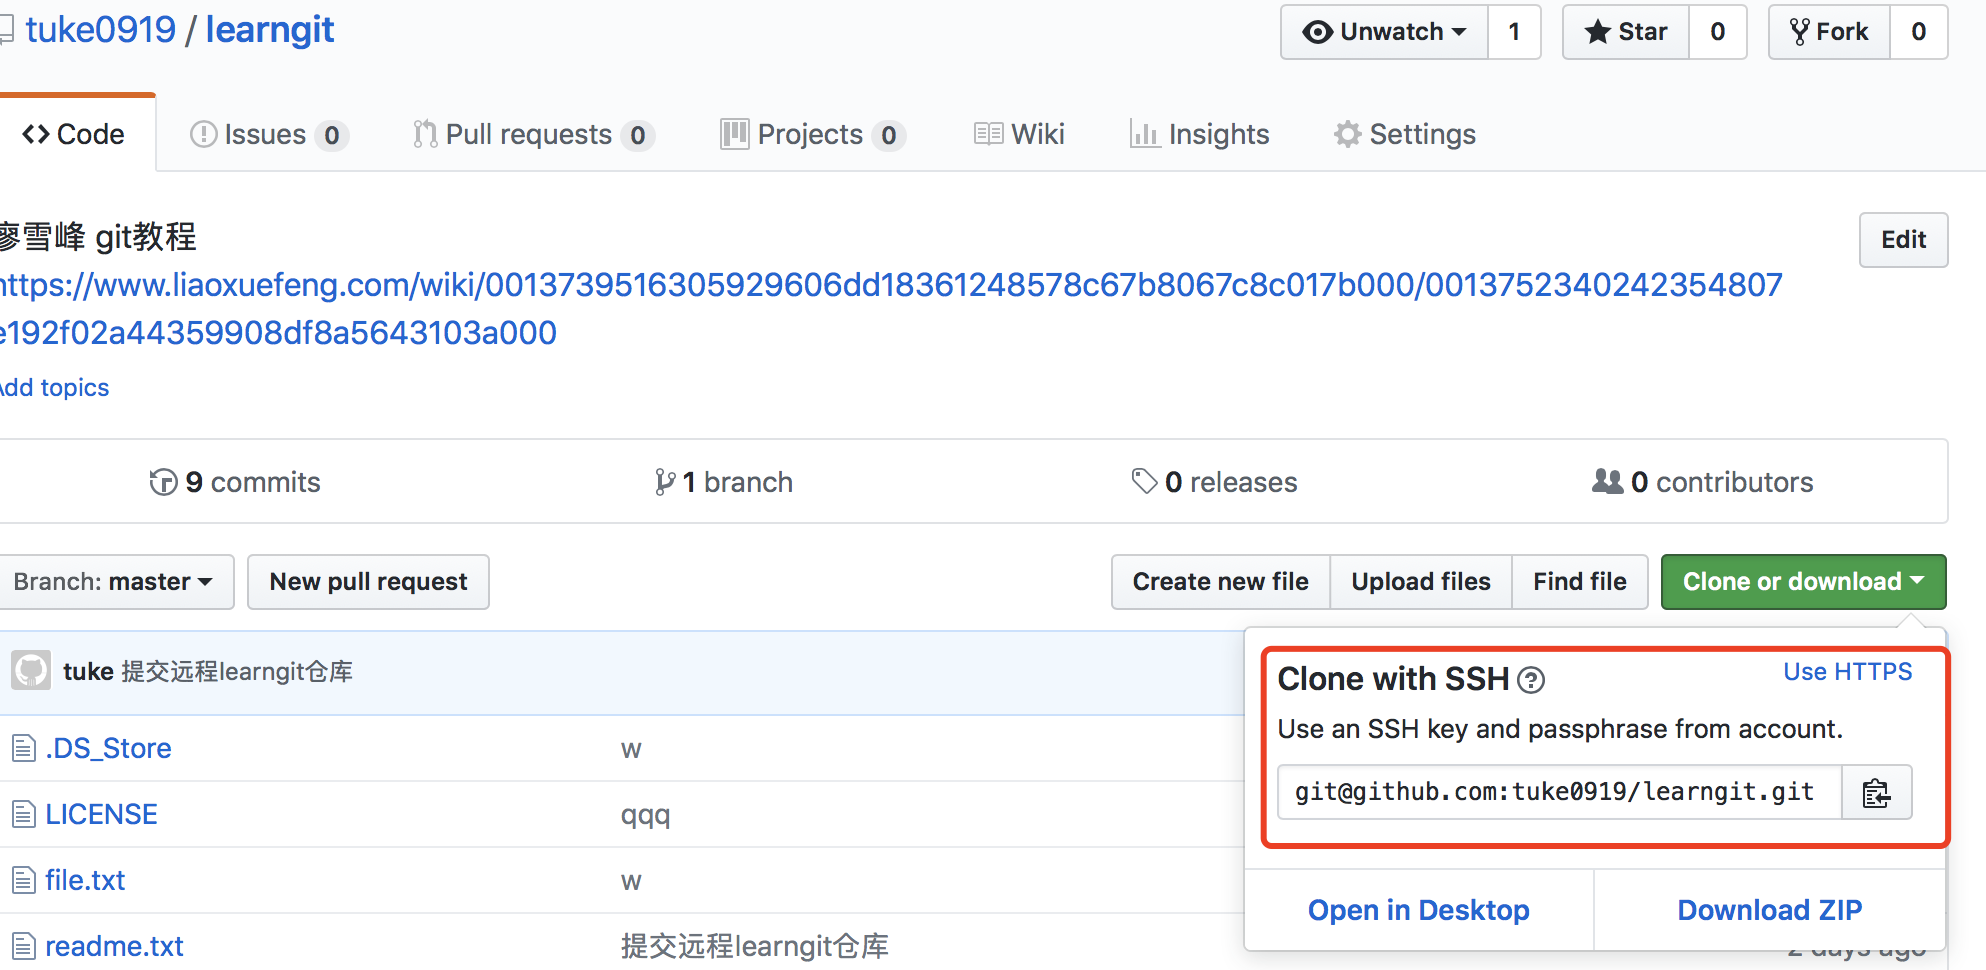 tuke0919 / learngit
Unwatch 1 Star 0 Fork 0
Code Issues 0 Pull requests 0 Projects 0 Wiki Insights Settings
廖雪峰 git教程
Edit
https://www.liaoxuefeng.com/wiki/0013739516305929606dd18361248578c67b8067c8c017b000/0013752340242354807
e192f02a44359908df8a5643103a000
Add topics
9 commits 1 branch 0 releases 0 contributors
Branch: master New pull request Create new file Upload files Find file Clone or download
tuke 提交远程learngit仓库
Clone with SSH ? Use HTTPS
Use an SSH key and passphrase from account.
git@github.com:tuke0919/learngit.git
Open in Desktop Download ZIP
.DS_Store w
LICENSE qqq
file.txt w
readme.txt 提交远程learngit仓库 2 days ago